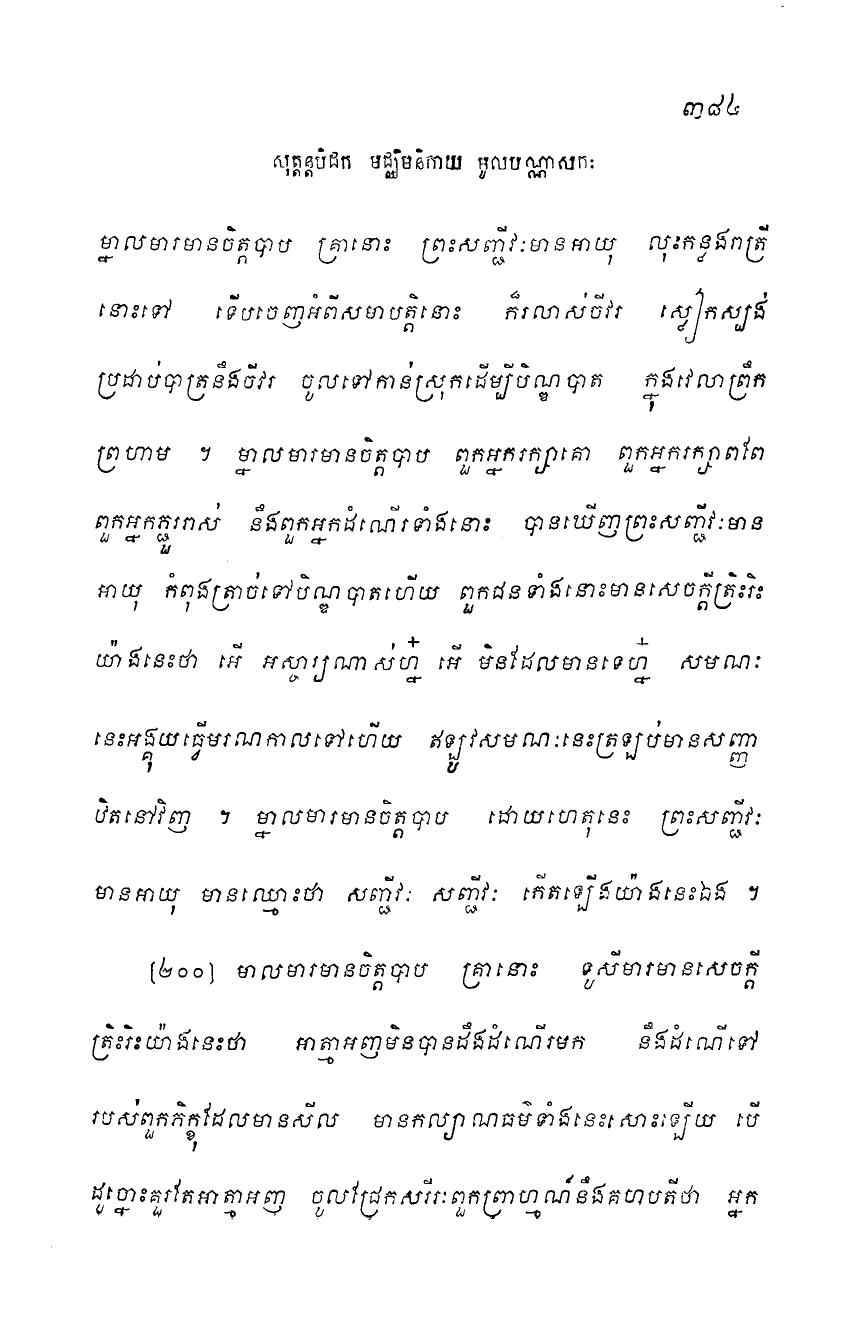 ៣៨៤
សុត្តន្តបិដក មជ្ឈិមនិកាយ មូលបណ្ណាសកៈ
ម្នាលមារមានចិត្តបាប គ្រានោះ ព្រះសញ្ជីវៈមានអាយុ លុះកន្លងរាត្រី
នោះទៅ ទើបចេញអំពីសមាបត្តិនោះ ក៏រលាស់ចីវរ ស្លៀកស្បង់
ប្រដាប់បាត្រនឹងចីវរ ចូលទៅកាន់ស្រុកដើម្បីបិណ្ឌបាត ក្នុងវេលាព្រឹក
ព្រហាម ។ ម្នាលមារមានចិត្តបាប ពួកអ្នករក្សាគោ ពួកអ្នករក្សាពពែ
ពួកអ្នកភ្ជួររាស់ នឹងពួកអ្នកដំណើរទាំងនោះ បានឃើញព្រះសញ្ជីវៈមាន
អាយុ កំពុងត្រាច់ទៅបិណ្ឌបាតហើយ ពួកជនទាំងនោះមានសេចក្តីត្រិះរិះ
យ៉ាងនេះថា អើ អស្ចារ្យណាស់ហ្ន៎ អើ មិនដែលមានទេហ្ន៎ សមណៈ
នេះអង្គុយធ្វើមរណកាលទៅហើយ ឥឡូវសមណៈនេះត្រឡប់មានសញ្ញា
ឋិតនៅវិញ ។ ម្នាលមារមានចិត្តបាប ដោយហេតុនេះ ព្រះសញ្ជីវៈ
មានអាយុ មានឈ្មោះថា សញ្ជីវៈ សញ្ជីវៈ កើតឡើងយ៉ាងនេះឯង ។
[២០០] មាលមារមានចិត្តបាប គ្រានោះ ទូសីមារមានសេចក្តី
ត្រិះរិះយ៉ាងនេះថា អាត្មាអញមិនបានដឹងដំណើរមក នឹងដំណើទៅ
របស់ពួកភិក្ខុដែលមានសីល មានកល្យាណធម៌ទាំងនេះសោះឡើយ បើ
ដូច្នោះគួរតែអាត្មាអញ ចូលជ្រែកសរីរៈពួកព្រាហ្មណ៍នឹងគហបតីថា អ្នក